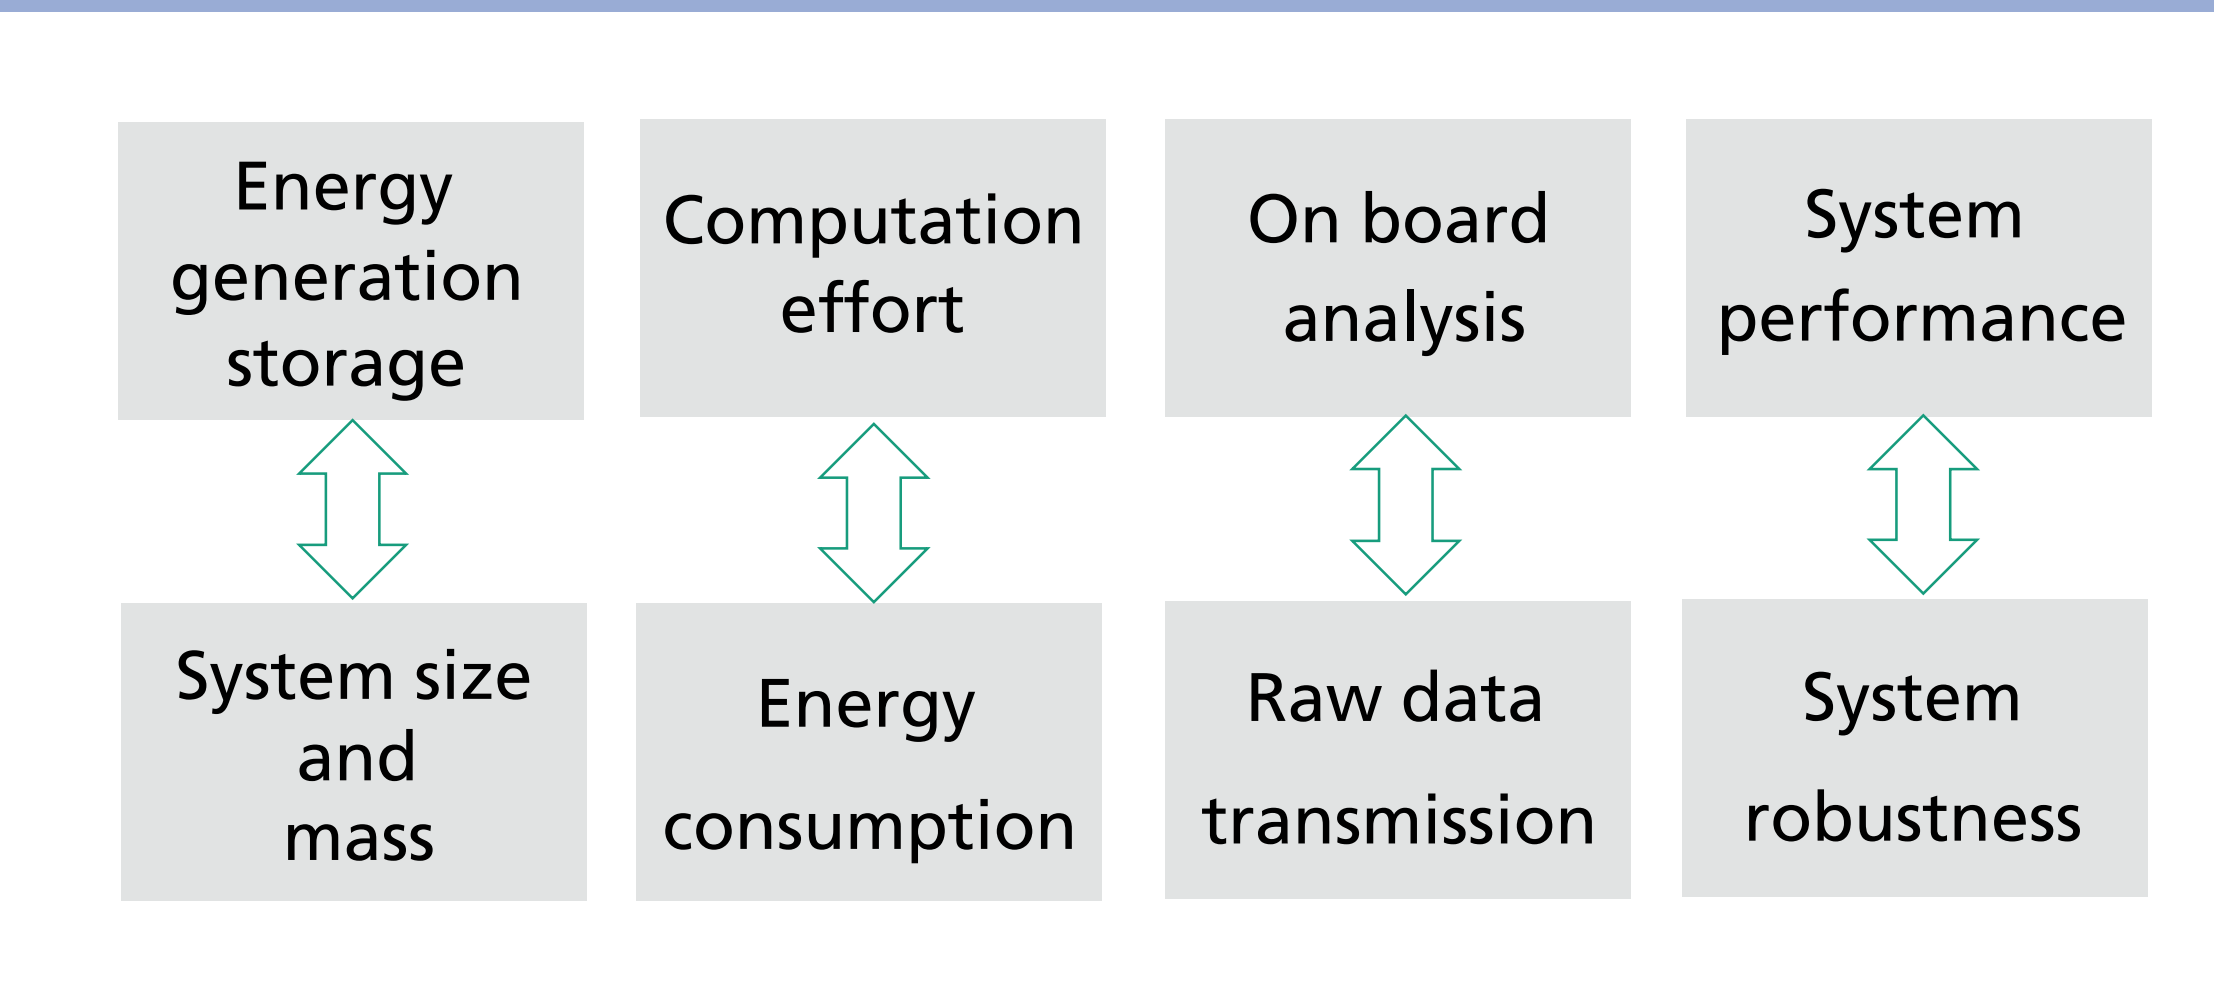 Energy
generation
storage
Computation
effort
On board
analysis
System
performance
System size
and
mass
Energy
consumption
Raw data
transmission
System
robustness